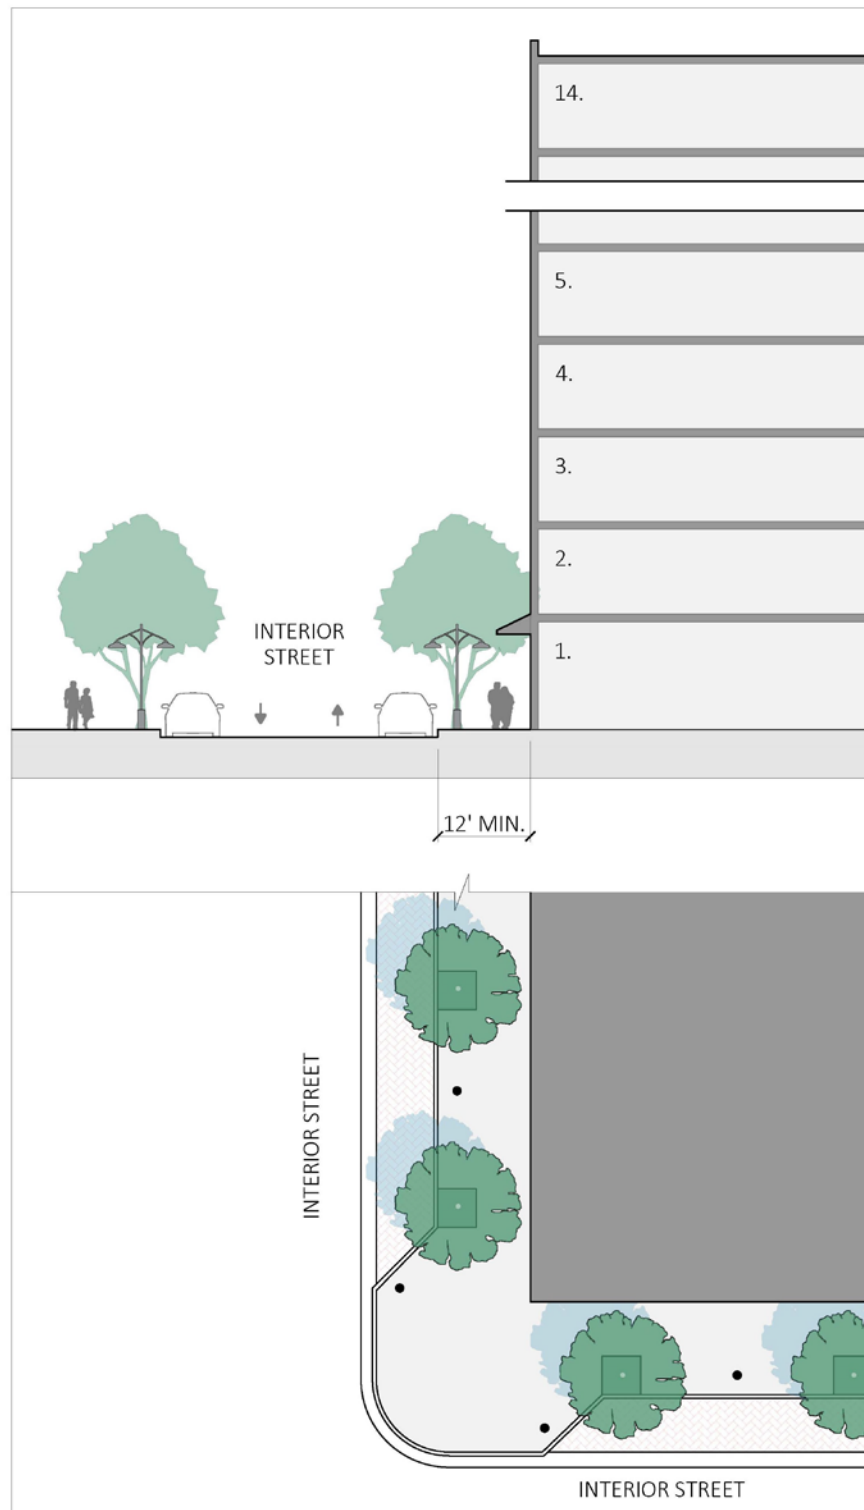 14.
5.
4.
3.
2.
1.
INTERIOR
STREET
12' MIN.
INTERIOR STREET
INTERIOR STREET